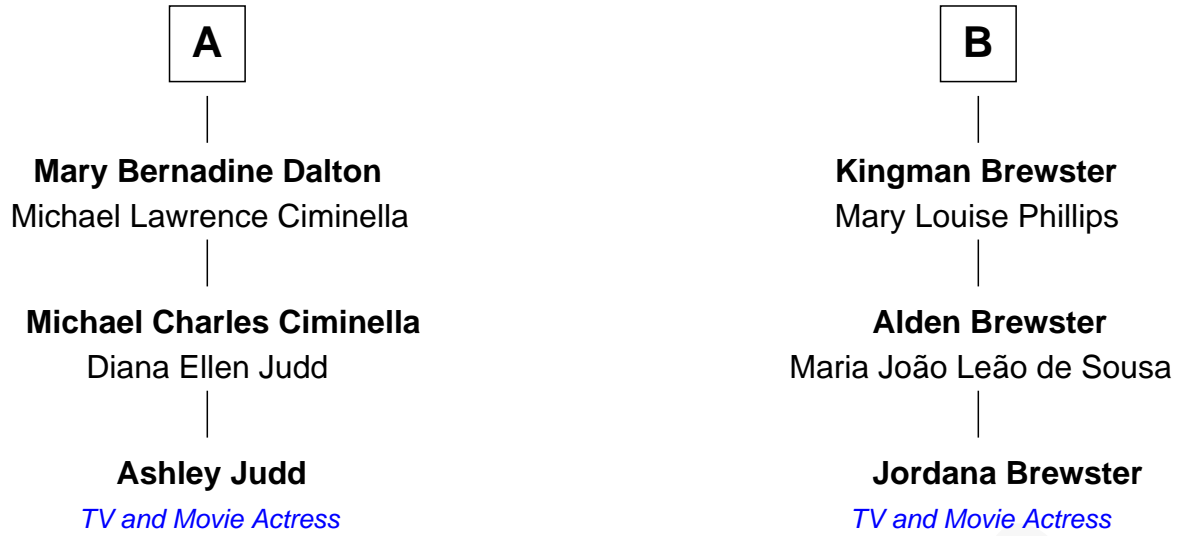 A
Mary Bernadine Dalton
Michael Lawrence Ciminella
Michael Charles Ciminella
Diana Ellen Judd
Ashley Judd
TV and Movie Actress
B
Kingman Brewster
Mary Louise Phillips
Alden Brewster
Maria João Leão de Sousa
Jordana Brewster
TV and Movie Actress